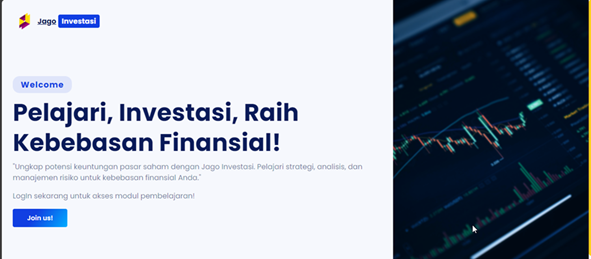 Jago Investasi
Welcome
Pelajari, Investasi, Raih
Kebebasan Finansial!
"Ungkap potensi keuntungan pasar saham dengan Jago Investasi. Pelajari strategi, analisis, dan
manajemen risiko untuk kebebasan finansial Anda."
Login sekarang untuk akses modul pembelajaran!
Join us!